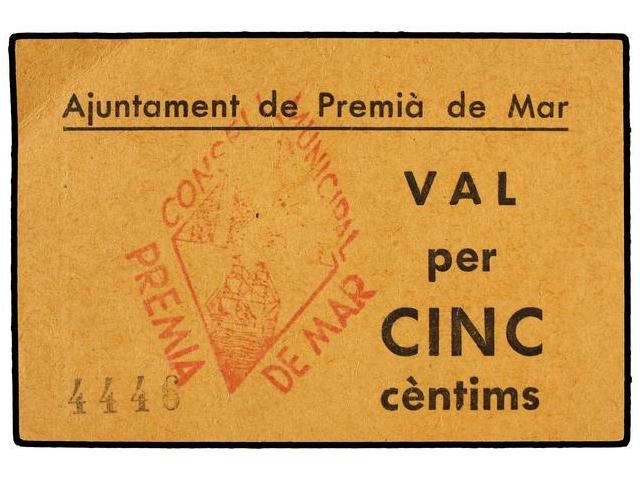 Ajuntament de Premià de Mar
CONSELL MUNICIPAL
PREMIA DE MAR
VAL
per
CINC
cèntims
4446